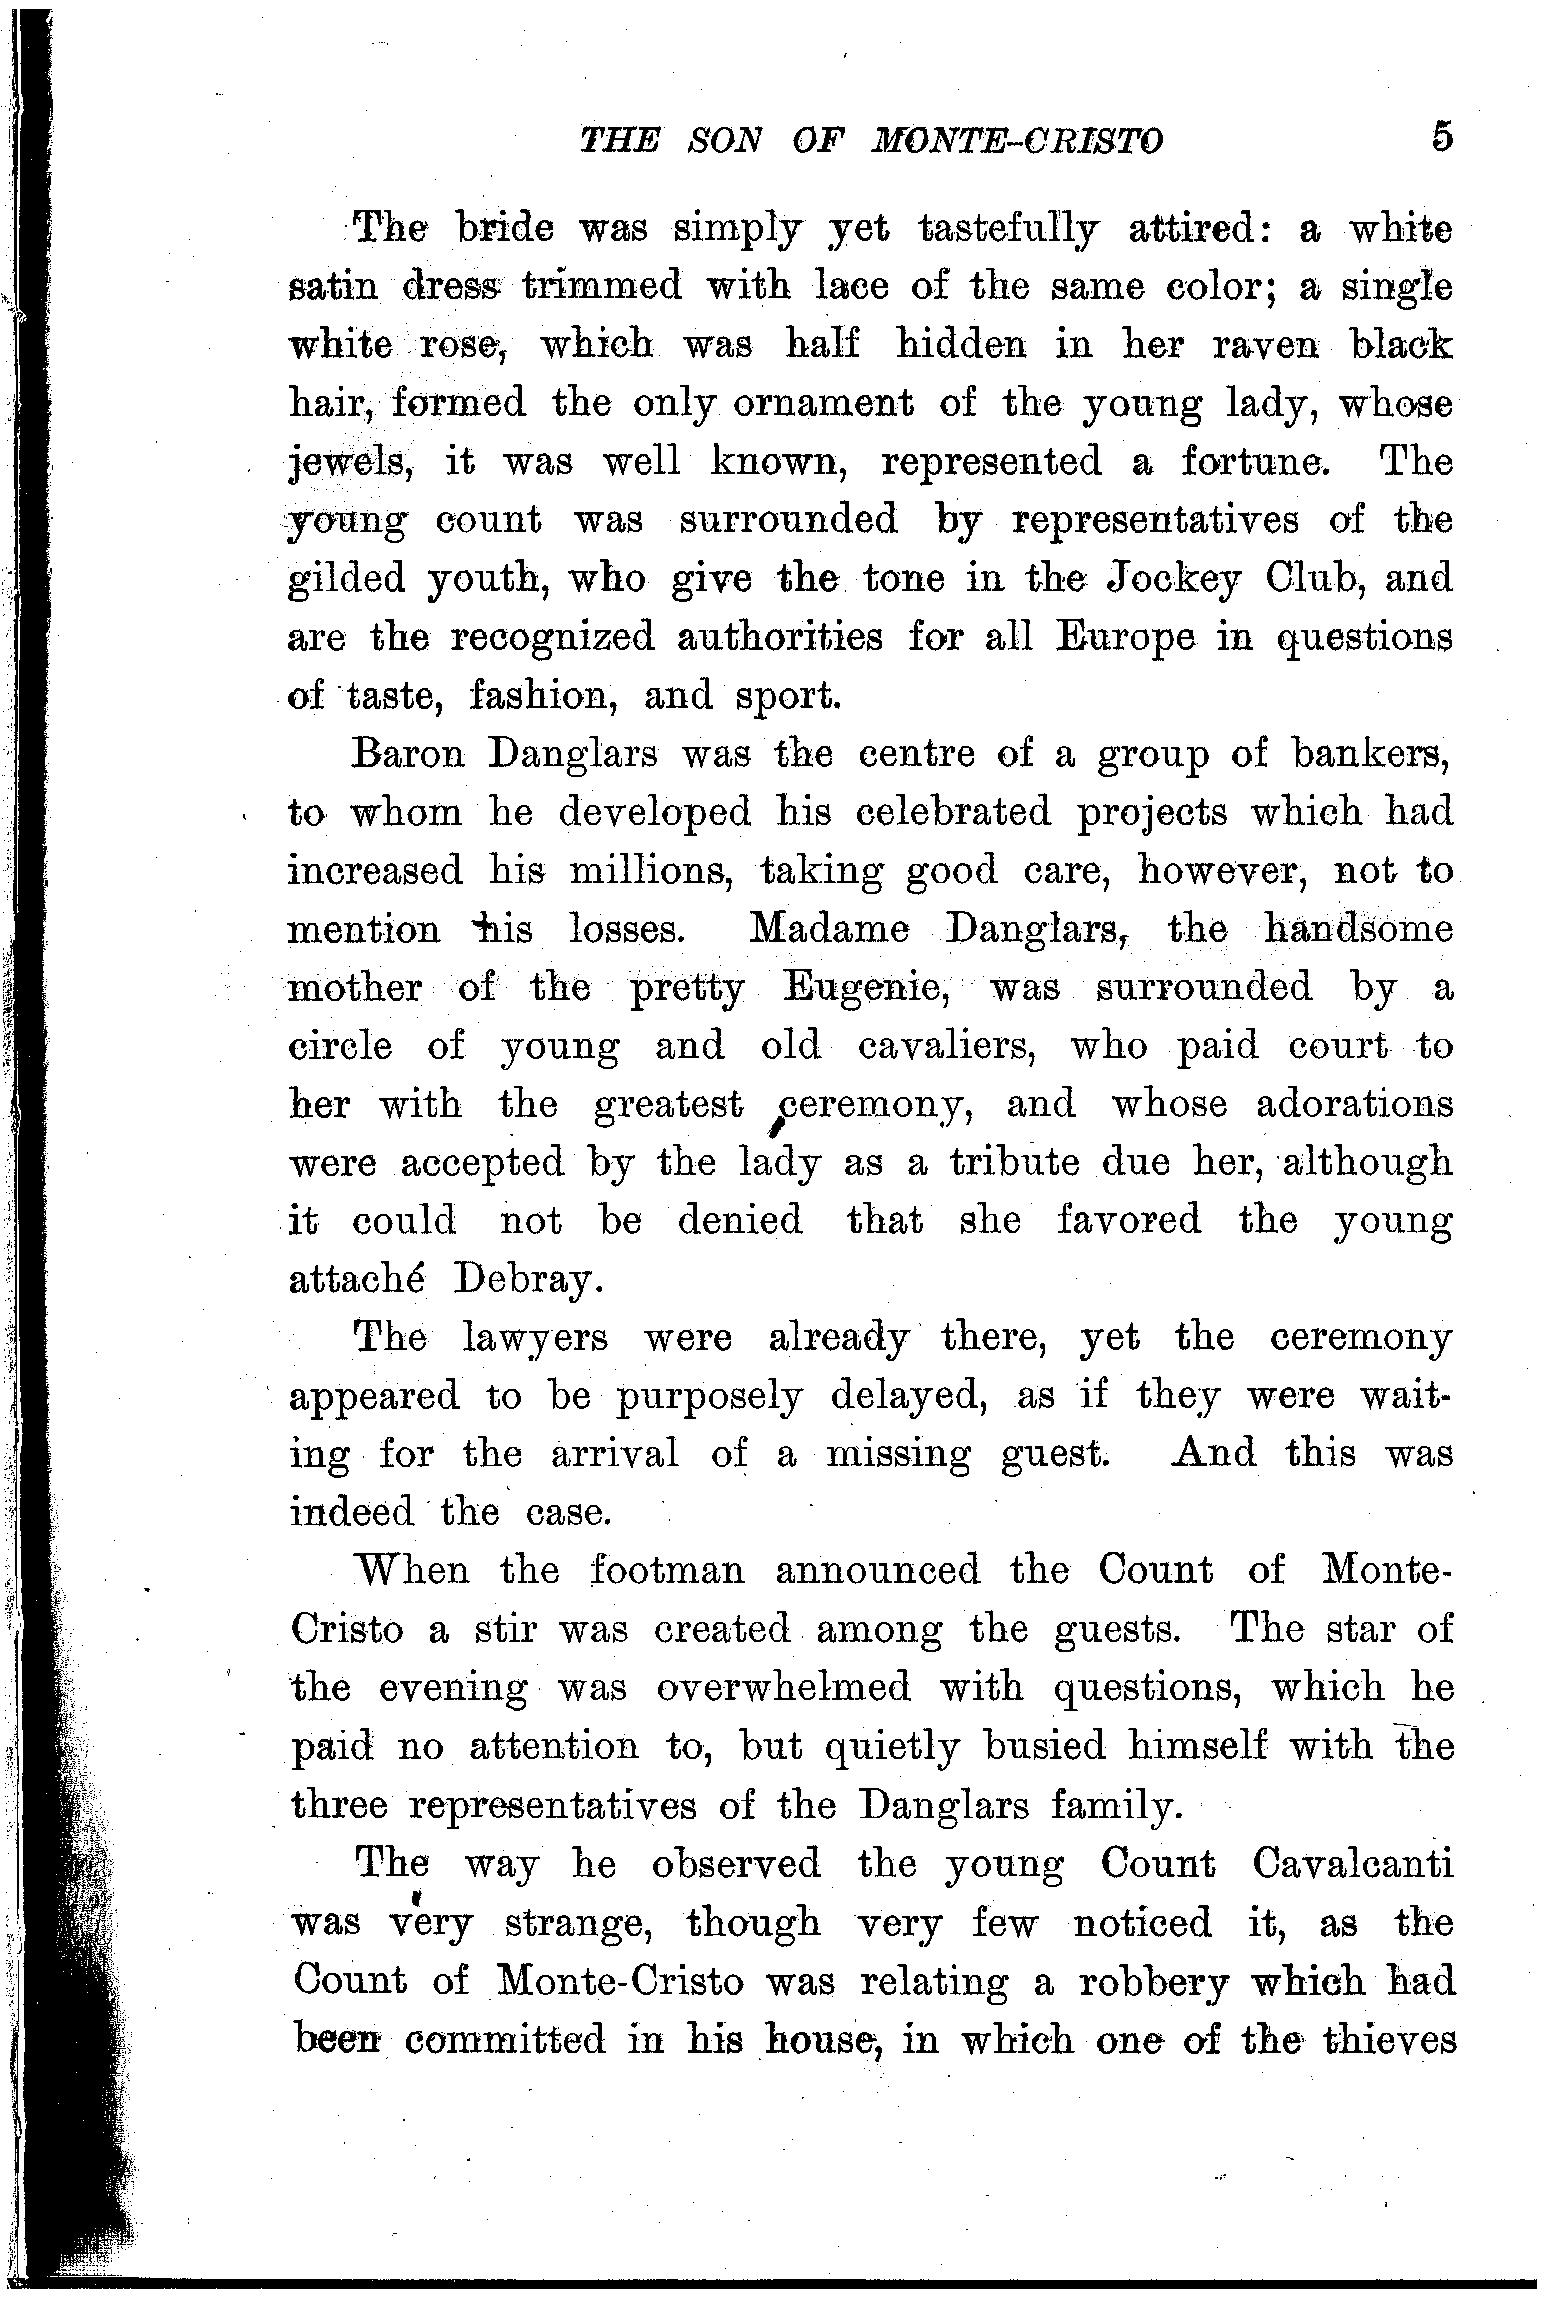 THE SON OF MONTE-CRISTO 5
The bride was simply yet tastefully attired: a white
satin dress trimmed with lace of the same color; a single
white rose, which was half hidden in her raven black
hair, formed the only ornament of the young lady, whose
jewels, it was well known, represented a fortune. The
young count was surrounded by representatives of the
gilded youth, who give the tone in the Jockey Club, and
are the recognized authorities for all Europe in questions
of taste, fashion, and sport.
Baron Danglars was the centre of a group of bankers,
to whom he developed his celebrated projects which had
increased his millions, taking good care, however, not to
mention his losses. Madame Danglars, the handsome
mother of the pretty Eugenie, was surrounded by a
circle of young and old cavaliers, who paid court to
her with the greatest ceremony, and whose adorations
were accepted by the lady as a tribute due her, although
it could not be denied that she favored the young
attaché Debray.
The lawyers were already there, yet the ceremony
appeared to be purposely delayed, as if they were wait-
ing for the arrival of a missing guest. And this was
indeed the case.
When the footman announced the Count of Monte-
Cristo a stir was created among the guests. The star of
the evening was overwhelmed with questions, which he
paid no attention to, but quietly busied himself with the
three representatives of the Danglars family.
The way he observed the young Count Cavalcanti
was very strange, though very few noticed it, as the
Count of Monte-Cristo was relating a robbery which had
been committed in his house, in which one of the thieves